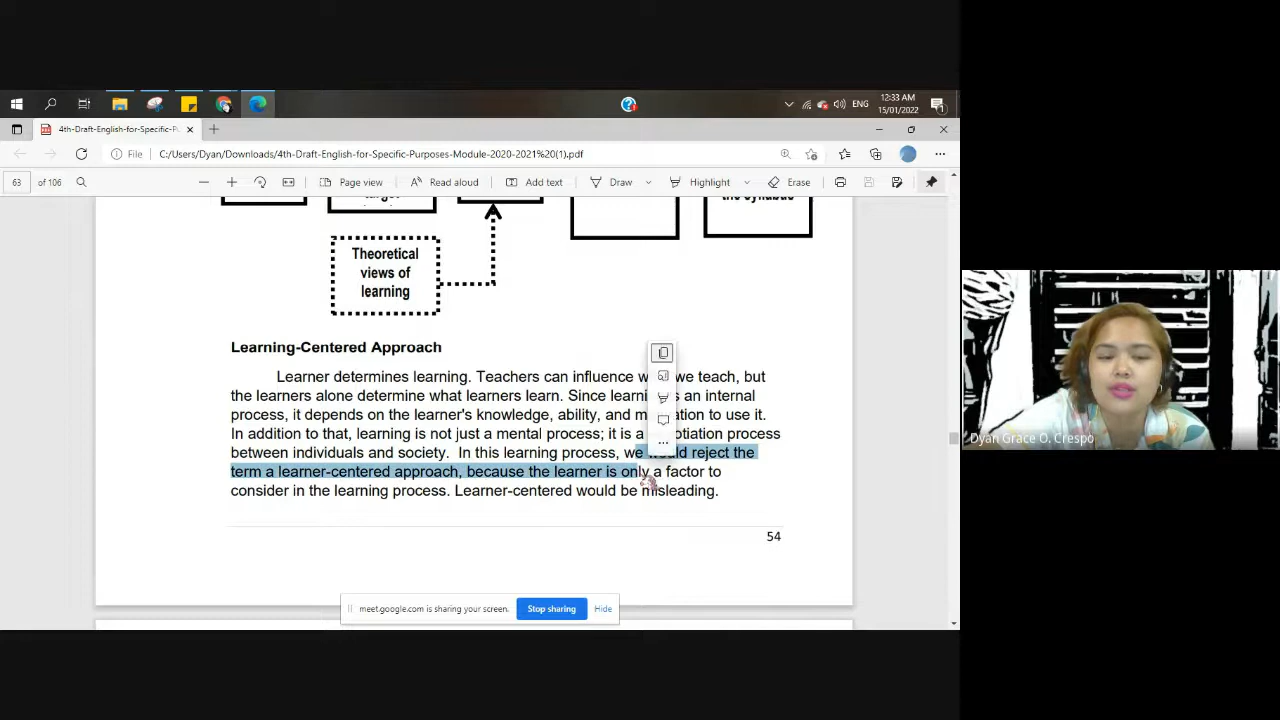 ENG
12:33 AM
15/01/2022
4th-Draft-English-for-Specific-Pu
File
C:/Users/Dyan/Downloads/4th-Draft-English-for-Specific-Purposes-Module-2020-2021%20(1).pdf
63 of 106
Page view
Read aloud
Add text
Draw
Highlight
Erase
the syllabus
Theoretical
views of
learning
Learning-Centered Approach
Learner determines learning. Teachers can influence we teach, but
the learners alone determine what learners learn. Since an internal
process, it depends on the learner's knowledge, ability, and to use it.
In addition to that, learning is not just a mental process; it is a process
between individuals and society. In this learning process, we reject the
term a learner-centered approach, because the learner is only a factor to
consider in the learning process. Learner-centered would be misleading.
54
meet.google.com is sharing your screen.
Stop sharing
Hide
Dyan Grace O. Crespo